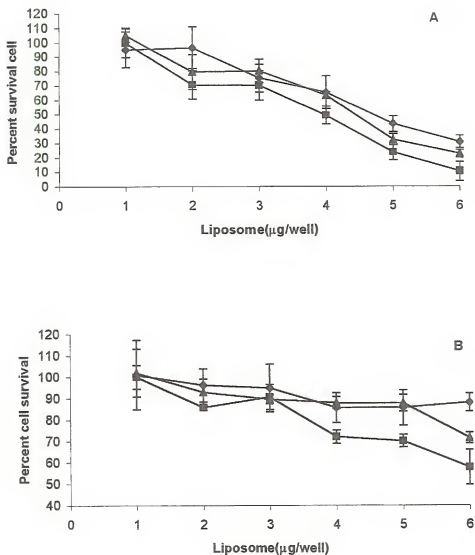 A
Percent survival cell
120
110
100
90
80
70
60
50
40
30
20
10
0
0 1 2 3 4 5 6
Liposome(µg/well)
B
Percent cell survival
120
110
100
90
80
70
60
50
40
0 1 2 3 4 5 6
Liposome(µg/well)